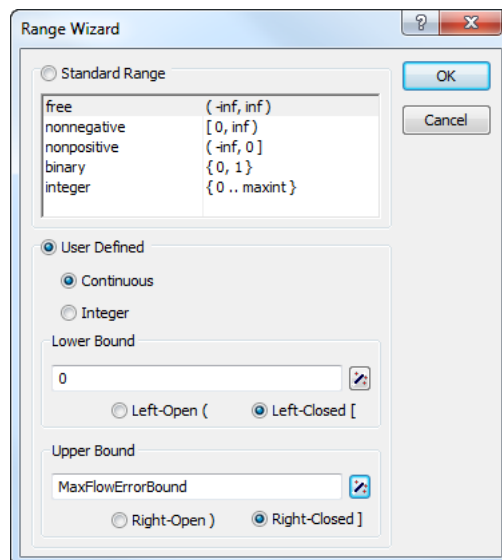 Range Wizard
?
Standard Range
OK
Cancel
free ( -inf, inf )
nonnegative [ 0, inf )
nonpositive ( -inf, 0 ]
binary { 0, 1 }
integer { 0 .. maxint }
User Defined
Continuous
Integer
Lower Bound
0
Left-Open ( Left-Closed [
Upper Bound
MaxFlowErrorBound
Right-Open ) Right-Closed ]